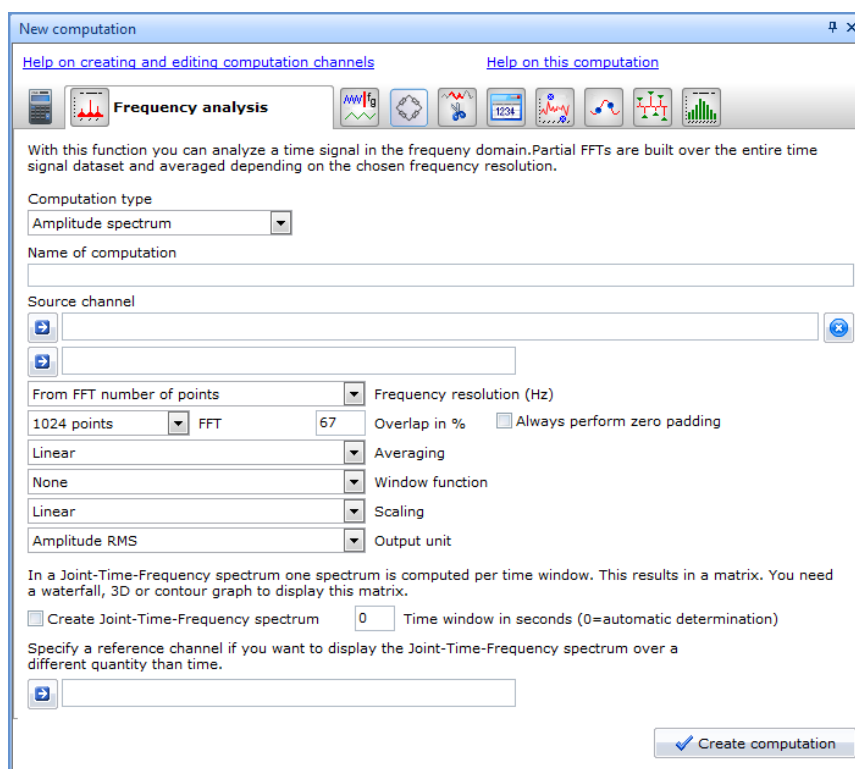 New computation
Help on creating and editing computation channels
Help on this computation
Frequency analysis
fg
1234
With this function you can analyze a time signal in the frequeny domain.Partial FFTs are built over the entire time
signal dataset and averaged depending on the chosen frequency resolution.
Computation type
Amplitude spectrum
Name of computation
Source channel
From FFT number of points Frequency resolution (Hz)
1024 points FFT 67 Overlap in % Always perform zero padding
Linear Averaging
None Window function
Linear Scaling
Amplitude RMS Output unit
In a Joint-Time-Frequency spectrum one spectrum is computed per time window. This results in a matrix. You need
a waterfall, 3D or contour graph to display this matrix.
Create Joint-Time-Frequency spectrum 0 Time window in seconds (0=automatic determination)
Specify a reference channel if you want to display the Joint-Time-Frequency spectrum over a
different quantity than time.
Create computation